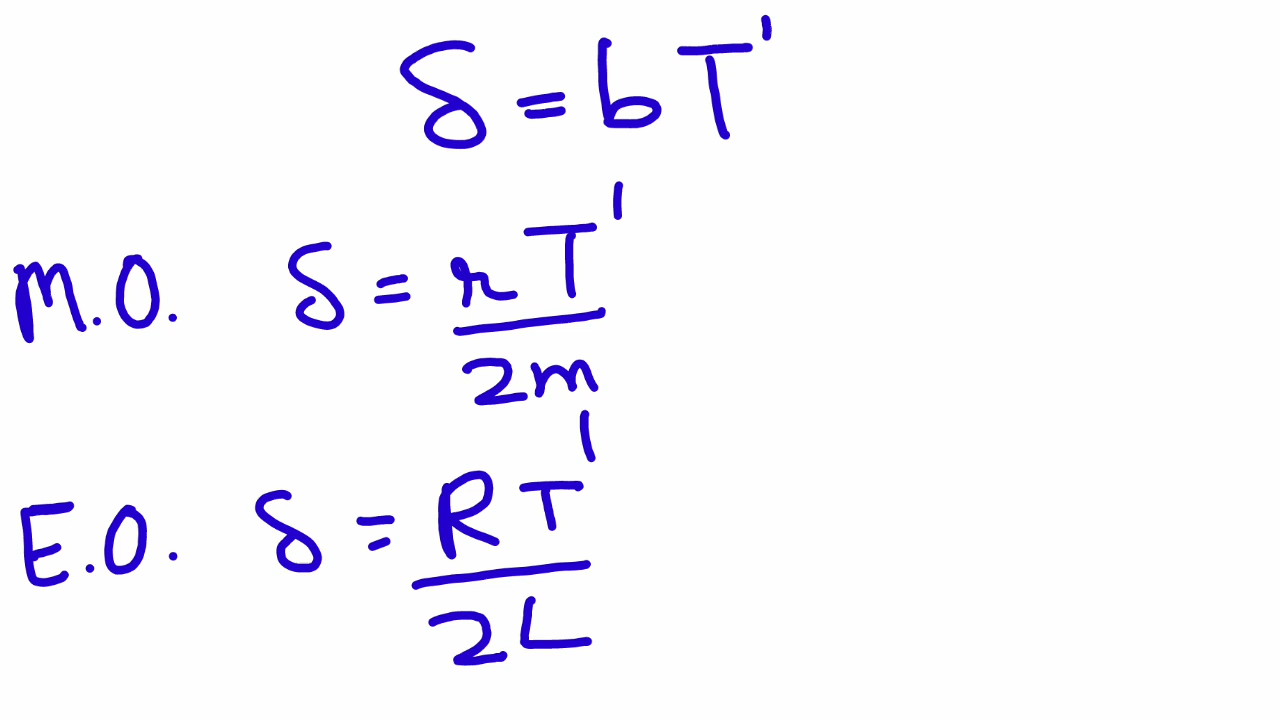 δ = bT'
M.O. δ = rT'/2m
E.O. δ = RT'/2L